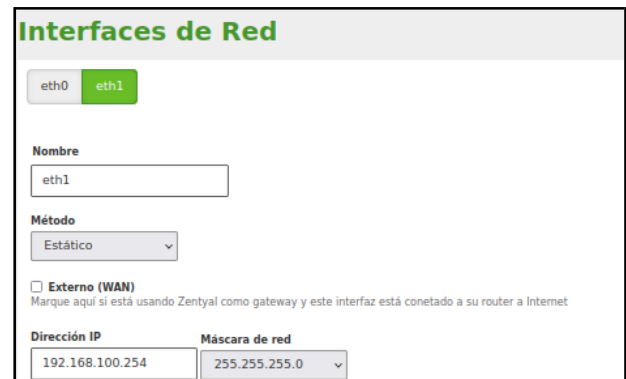 Interfaces de Red
eth0 eth1
Nombre
eth1
Método
Estático
Externo (WAN)
Marque aquí si está usando Zentyal como gateway y este interfaz está conetado a su router a Internet
Dirección IP Máscara de red
192.168.100.254 255.255.255.0